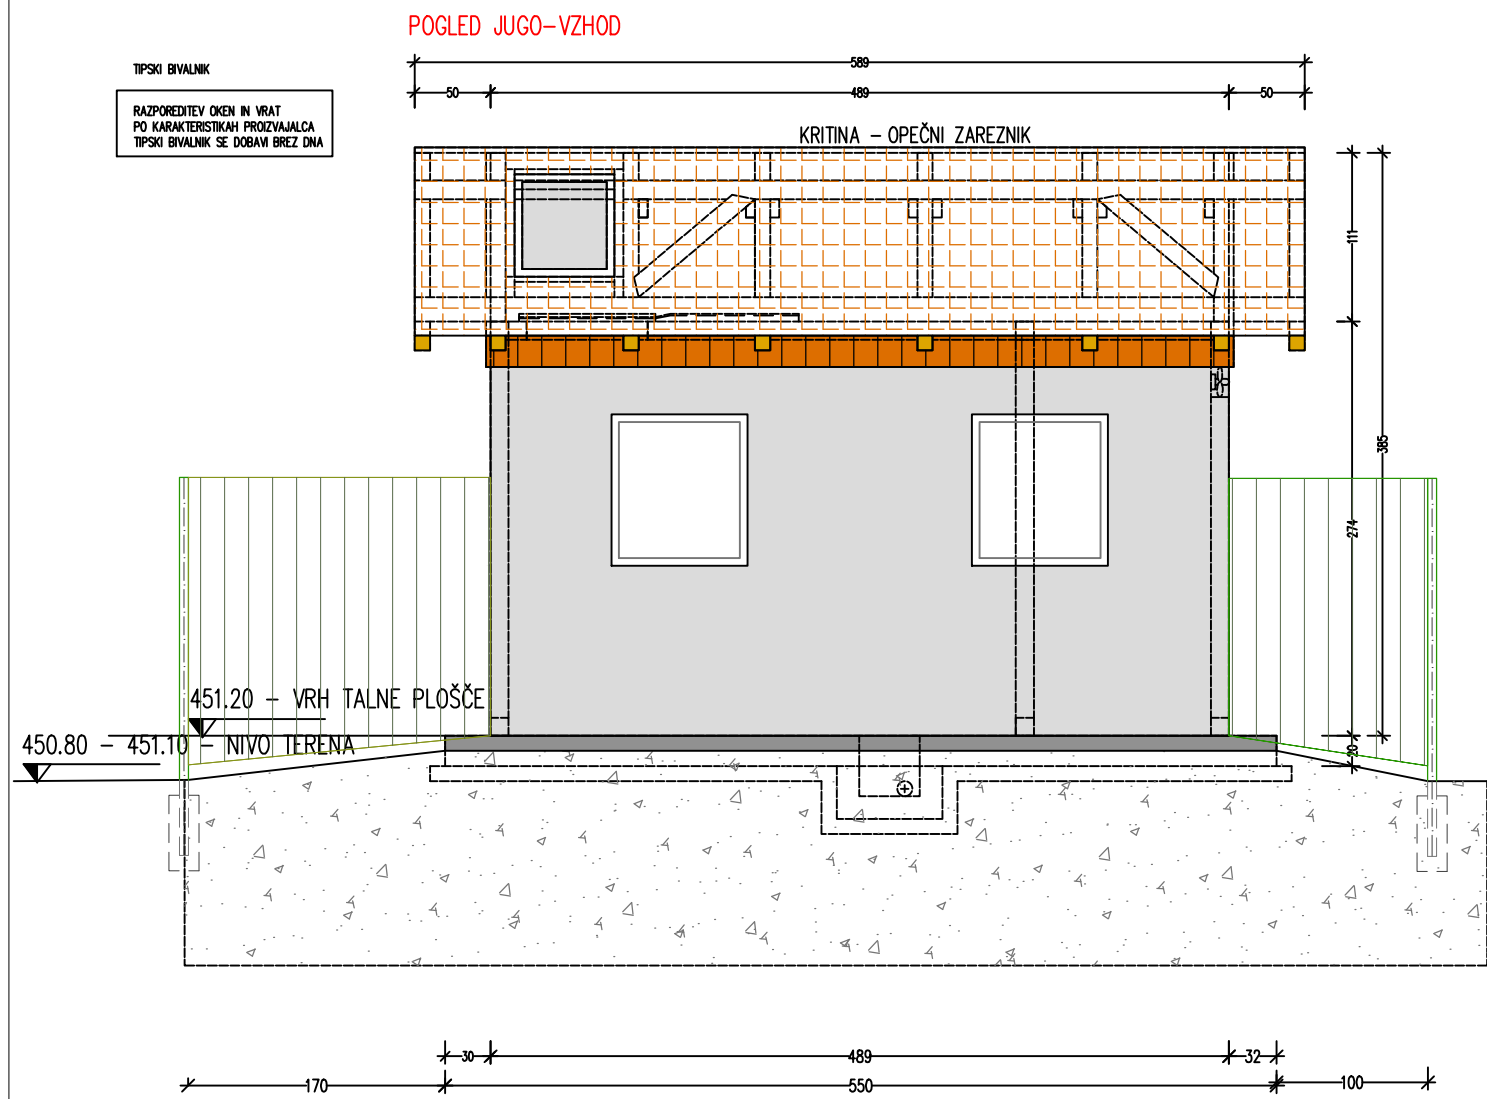 POGLED JUGO-VZHOD
TIPSKI BIVALNIK
RAZPOREDITEV OKEN IN VRAT
PO KARAKTERISTIKAH PROIZVAJALCA
TIPSKI BIVALNIK SE DOBAVI BREZ DNA
589
50
489
50
KRITINA - OPEČNI ZAREZNIK
111
385
274
20
451.20 - VRH TALNE PLOŠČE
450.80 - 451.10 - NIVO TERENA
30
489
32
170
550
100